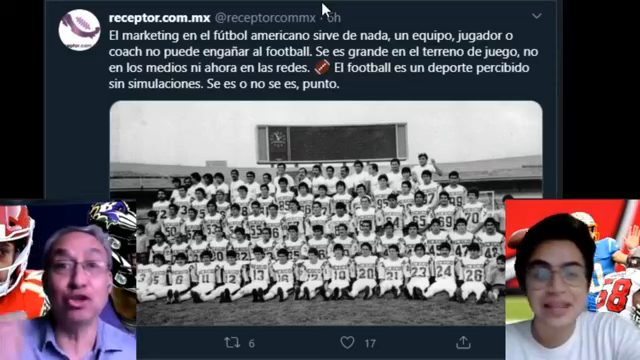 receptor.com.mx @receptorcommx · 6h
El marketing en el fútbol americano sirve de nada, un equipo, jugador o
coach no puede engañar al football. Se es grande en el terreno de juego, no
en los medios ni ahora en las redes. 🏈 El football es un deporte percibido
sin simulaciones. Se es o no se es, punto.
6 17
58